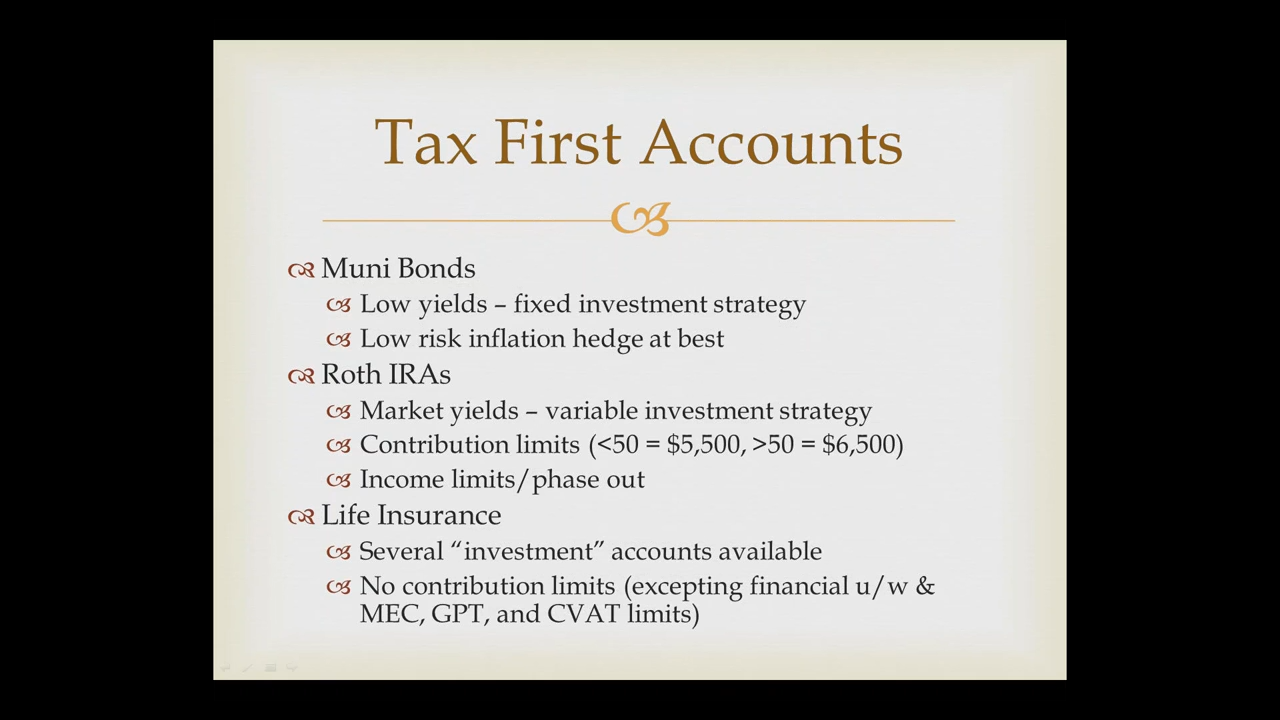 Tax First Accounts
Muni Bonds
Low yields – fixed investment strategy
Low risk inflation hedge at best
Roth IRAs
Market yields – variable investment strategy
Contribution limits (<50 = $5,500, >50 = $6,500)
Income limits/phase out
Life Insurance
Several “investment” accounts available
No contribution limits (excepting financial u/w &
MEC, GPT, and CVAT limits)